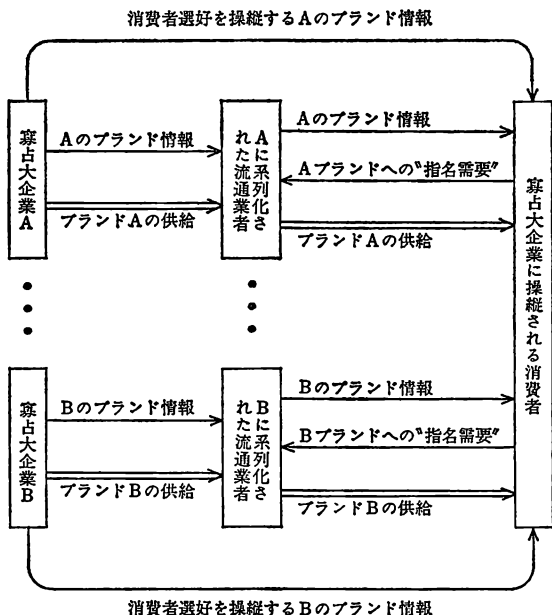 消費者選好を操縦するAのブランド情報
寡占大企業A
Aのブランド情報
ブランドAの供給
Aに系列化さ
れた流通業者
Aのブランド情報
Aブランドへの〝指名需要〟
ブランドAの供給
寡占大企業に操縦される消費者
寡占大企業B
Bのブランド情報
ブランドBの供給
Bに系列化さ
れた流通業者
Bのブランド情報
Bブランドへの〝指名需要〟
ブランドBの供給
消費者選好を操縦するBのブランド情報